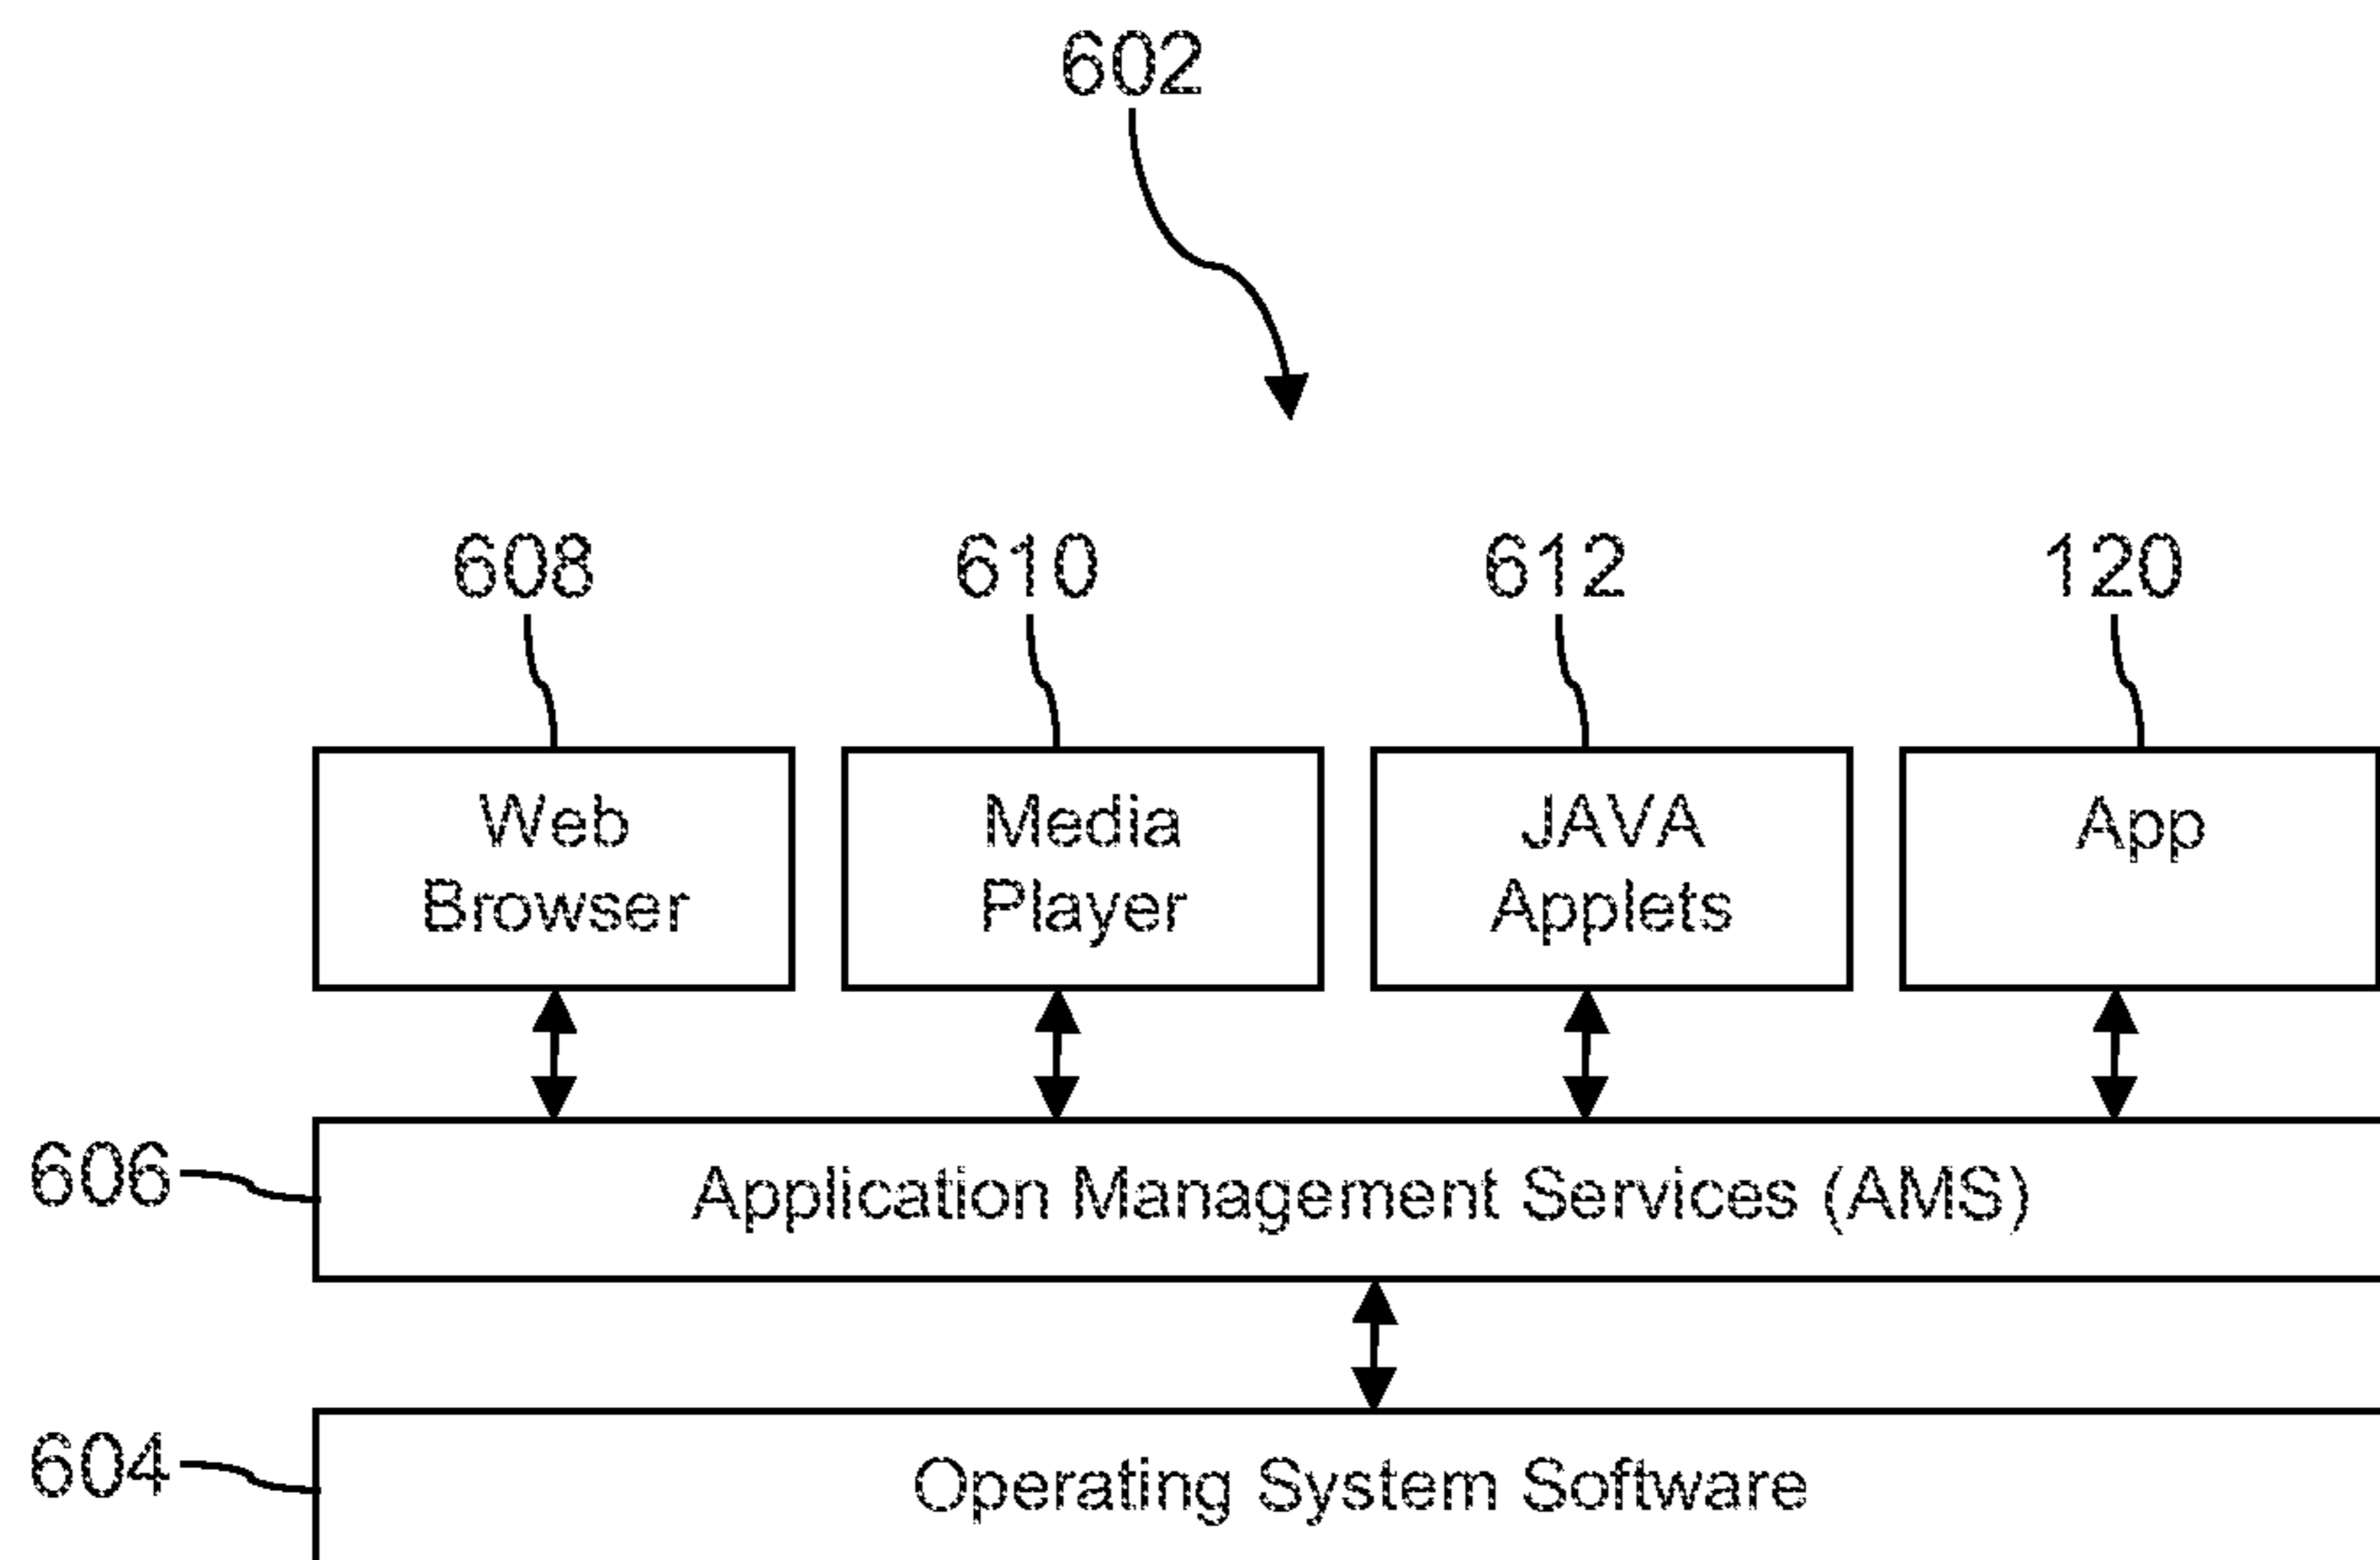 602
608 610 612 120
Web Browser
Media Player
JAVA Applets
App
606
Application Management Services (AMS)
604
Operating System Software